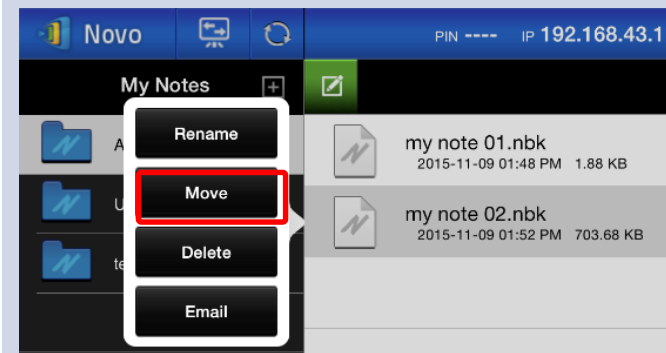 Novo
PIN ---- IP 192.168.43.1
My Notes
Rename
Move
Delete
Email
my note 01.nbk
2015-11-09 01:48 PM 1.88 KB
my note 02.nbk
2015-11-09 01:52 PM 703.68 KB